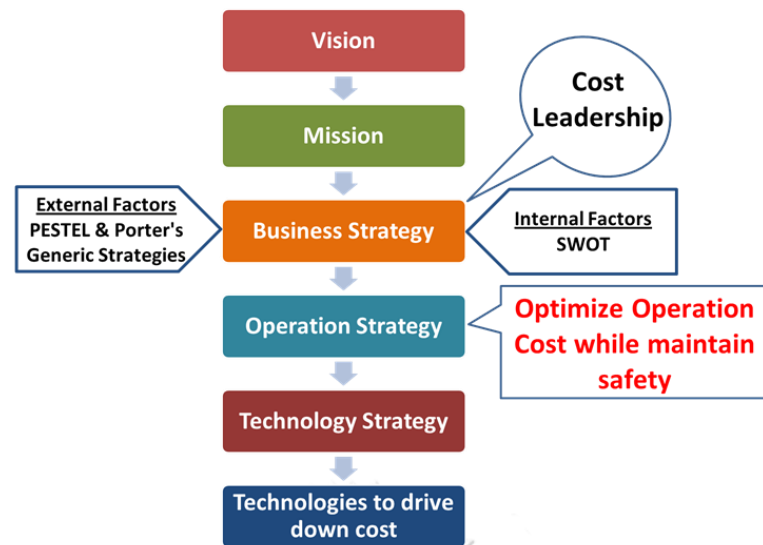 Vision
Cost
Leadership
Mission
External Factors
PESTEL & Porter's
Generic Strategies
Business Strategy
Internal Factors
SWOT
Operation Strategy
Optimize Operation
Cost while maintain
safety
Technology Strategy
Technologies to drive
down cost